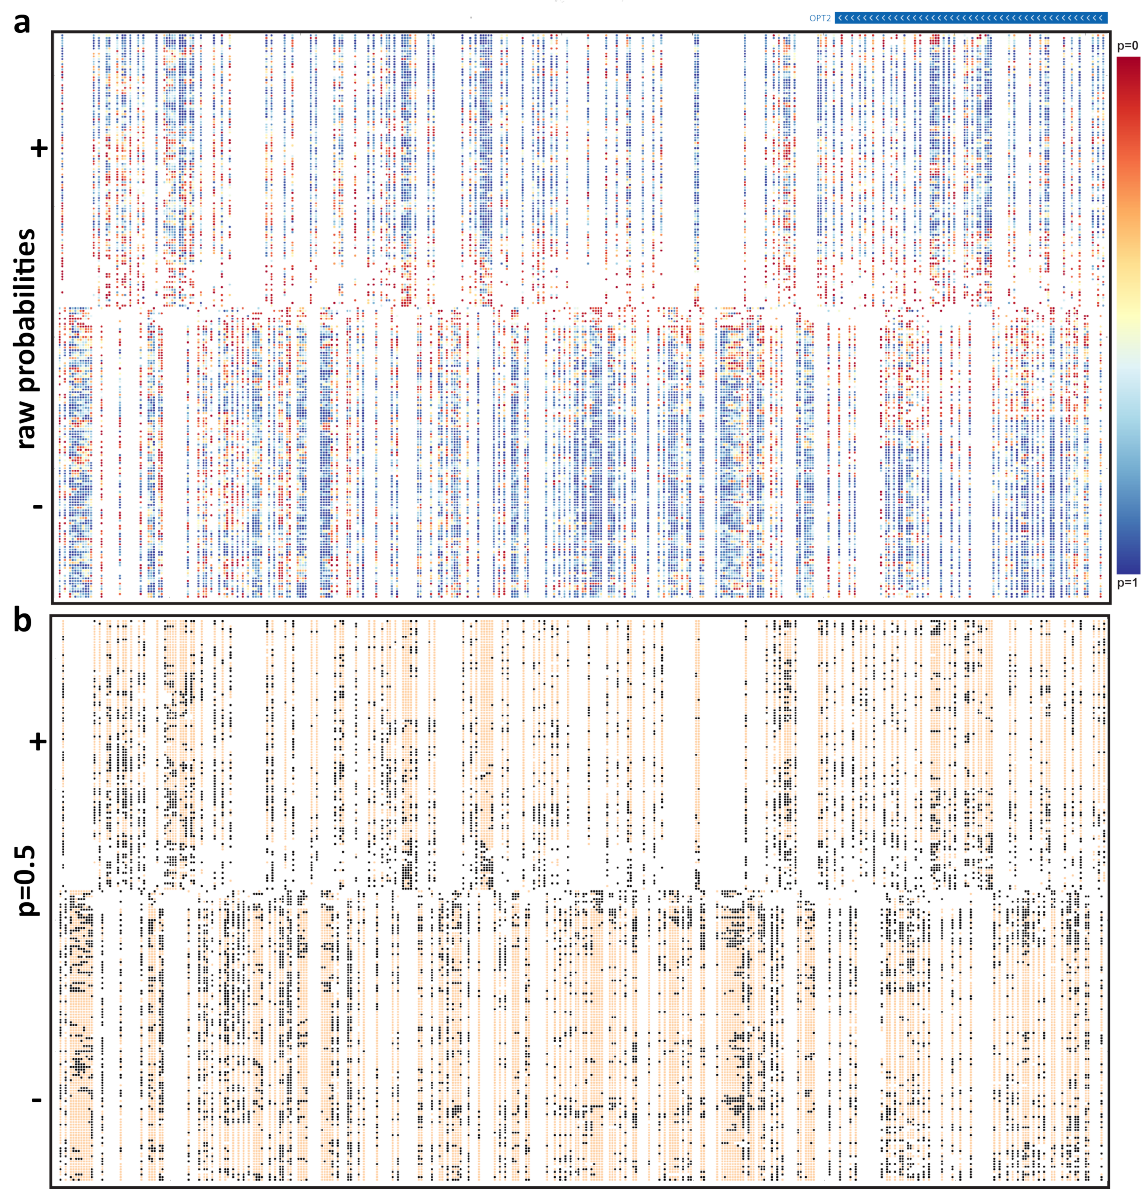 a
OPT2
p=0
+
raw probabilities
-
p=1
b
+
p=0.5
-